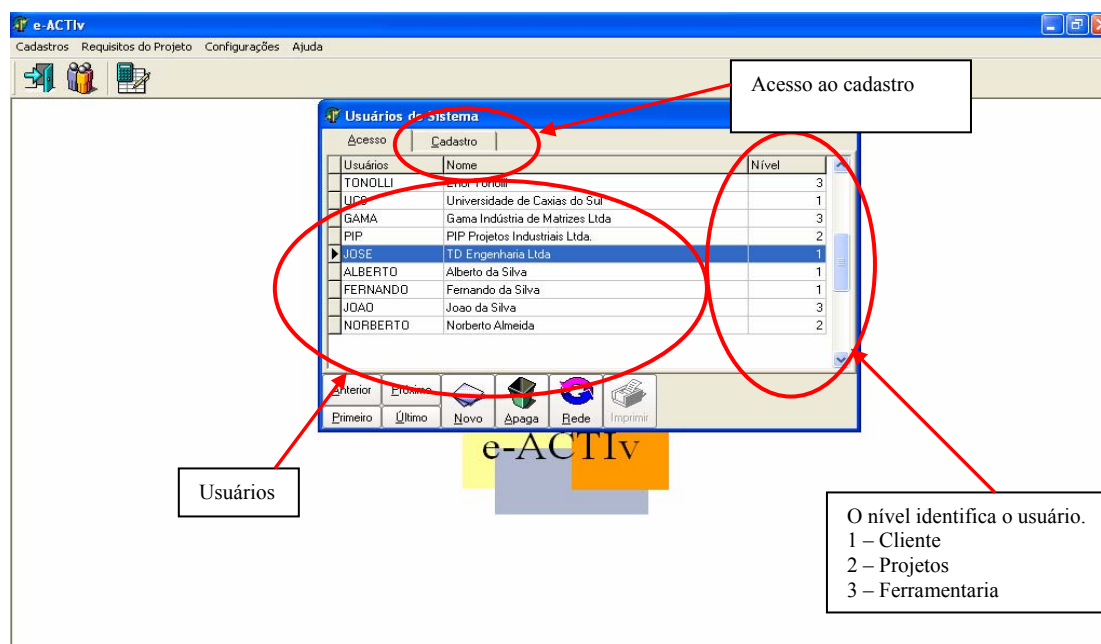 e-ACTIv
Cadastros Requisitos do Projeto Configurações Ajuda
Acesso ao cadastro
Usuários do Sistema
Acesso Cadastro
Usuários Nome Nível
TONOLLI Tonolli 3
UCS Universidade de Caxias do Sul 1
GAMA Gama Indústria de Matrizes Ltda 3
PIP PIP Projetos Industriais Ltda. 2
JOSE TD Engenharia Ltda 1
ALBERTO Alberto da Silva 1
FERNANDO Fernando da Silva 1
JOAO Joao da Silva 3
NORBERTO Norberto Almeida 2
Anterior Próximo
Primeiro Último Novo Apaga Rede Imprimir
e-ACTIv
Usuários
O nível identifica o usuário.
1 – Cliente
2 – Projetos
3 – Ferramentaria